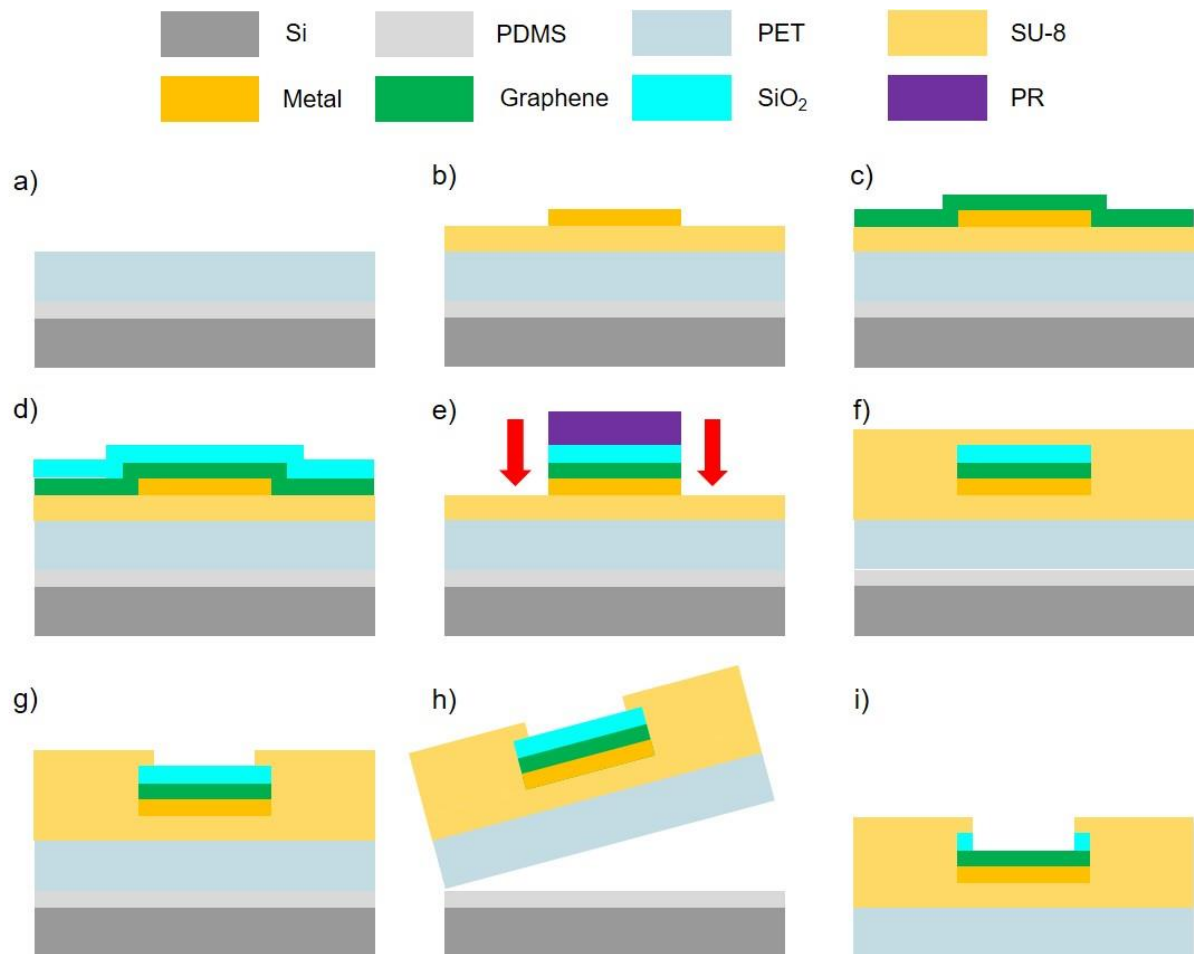 Si PDMS PET SU-8
Metal Graphene SiO₂ PR
a) b) c)
d) e) f)
g) h) i)